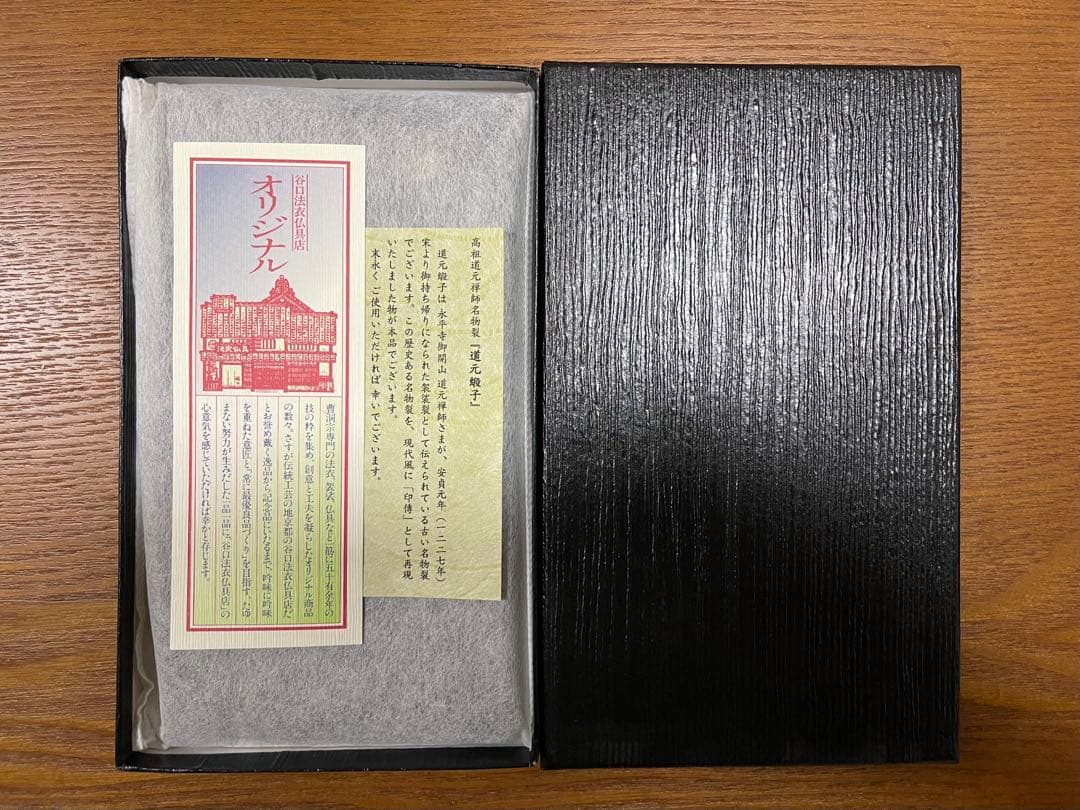 谷口法衣仏具店
オリジナル
曹洞宗専門の法衣、袈裟、仏具など一筋に五十有余年の
技の粋を集め、創意と工夫を凝らしたオリジナル商品
の数々。さすが伝統工芸の地京都の谷口法衣仏具店だ
とお誉め戴く逸品から記念品にいたるまで、吟味に吟味
を重ねた意匠と、「常に最優良品づくり」を目指す、たゆ
まない努力が生みだした一品一品に、「谷口法衣仏具店」の
心意気を感じていただければ幸かと存じます。
高祖道元禅師名物裂『道元緞子』
道元緞子は 永平寺御開山 道元禅師さまが、安貞元年(一二二七年)
宋より御持ち帰りになられた袈裟裂として伝えられている古い名物裂
でございます。この歴史ある名物裂を、現代風に「印傳」として再現
いたしました物が本品でございます。
末永く ご使用いただければ 幸いでございます。